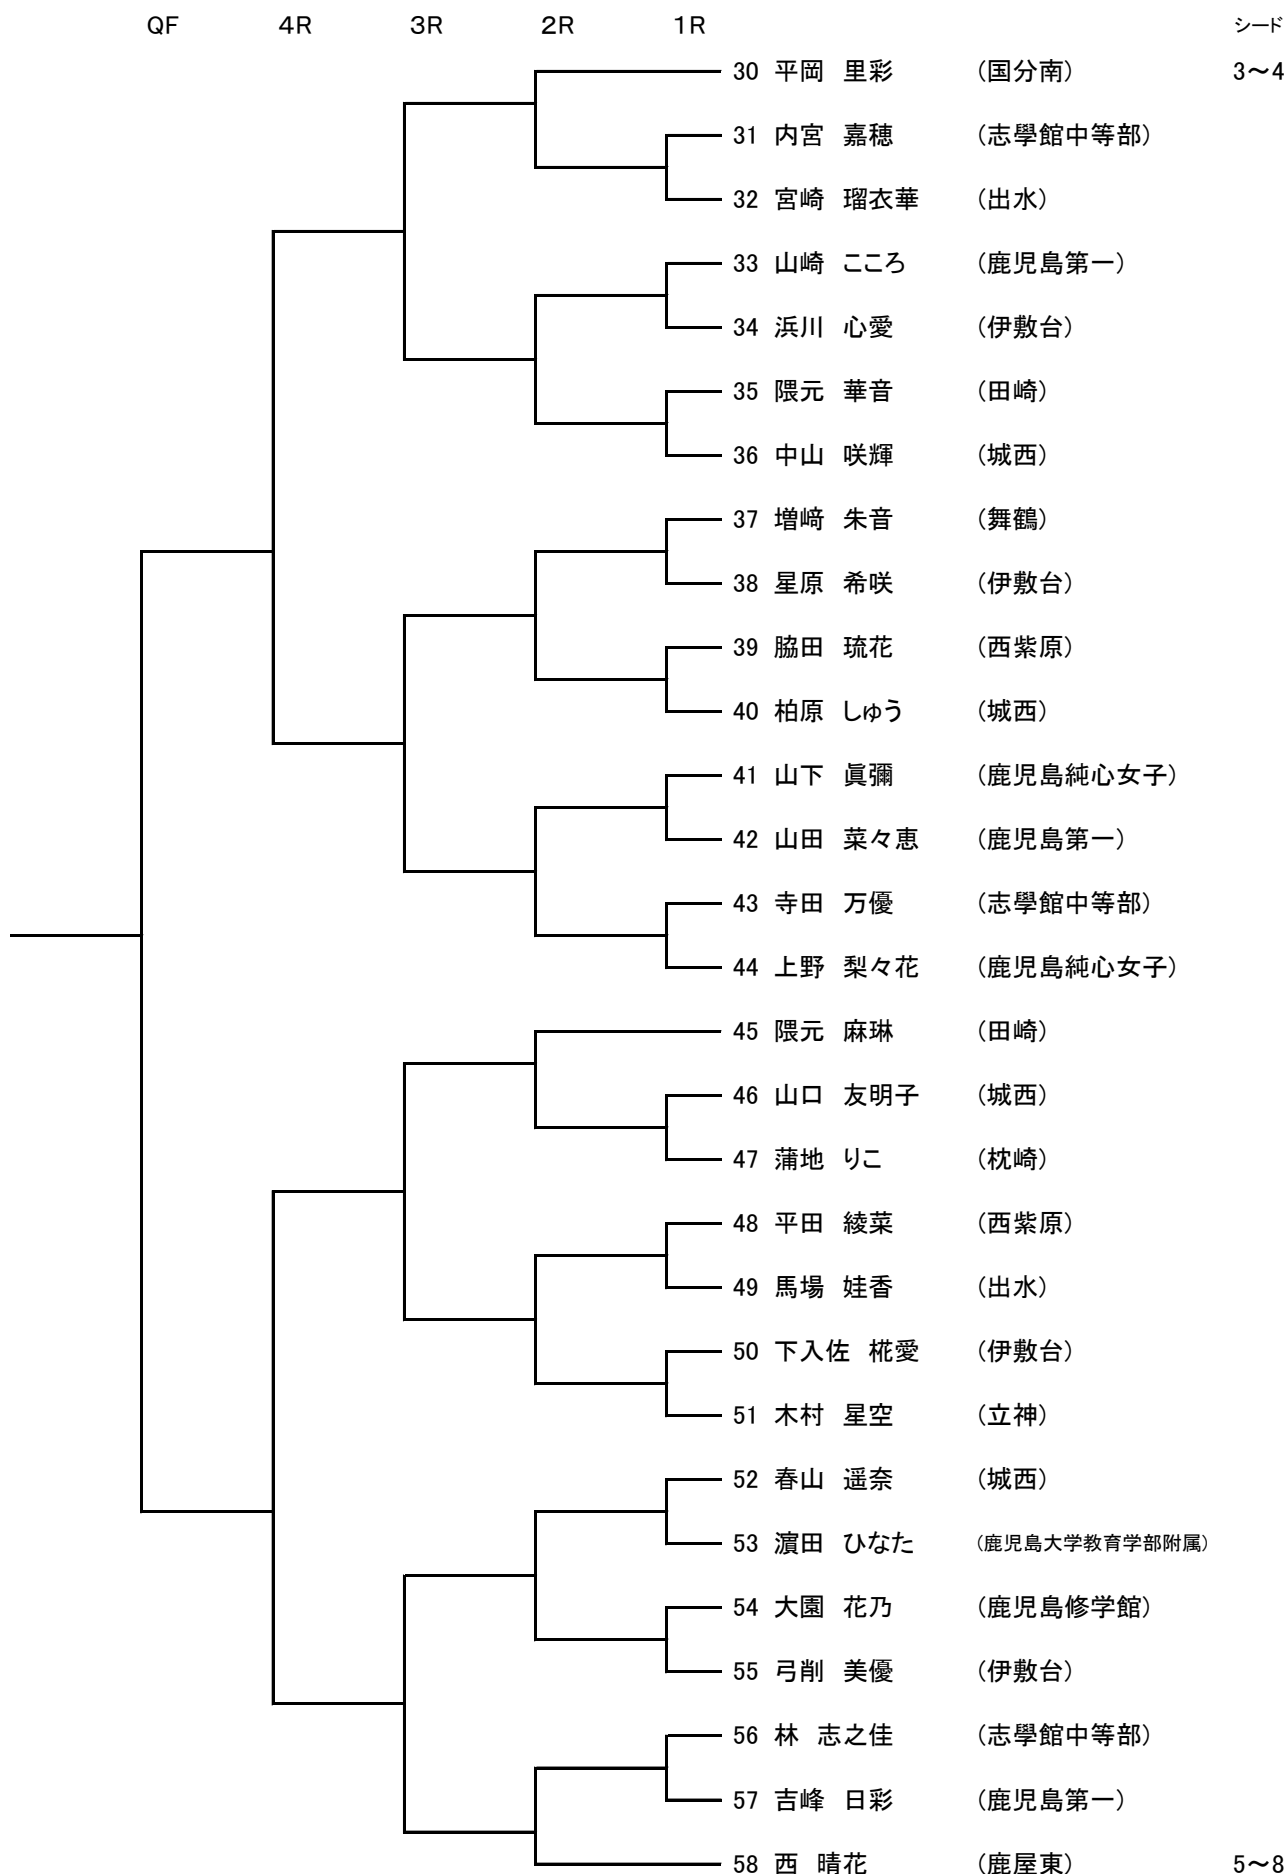 QF 4R 3R 2R 1R シード
30 平岡 里彩 (国分南) 3～4
31 内宮 嘉穂 (志學館中等部)
32 宮崎 瑠衣華 (出水)
33 山崎 こころ (鹿児島第一)
34 浜川 心愛 (伊敷台)
35 隈元 華音 (田崎)
36 中山 咲輝 (城西)
37 増﨑 朱音 (舞鶴)
38 星原 希咲 (伊敷台)
39 脇田 琉花 (西紫原)
40 柏原 しゅう (城西)
41 山下 眞彌 (鹿児島純心女子)
42 山田 菜々恵 (鹿児島第一)
43 寺田 万優 (志學館中等部)
44 上野 梨々花 (鹿児島純心女子)
45 隈元 麻琳 (田崎)
46 山口 友明子 (城西)
47 蒲地 りこ (枕崎)
48 平田 綾菜 (西紫原)
49 馬場 娃香 (出水)
50 下入佐 椛愛 (伊敷台)
51 木村 星空 (立神)
52 春山 遥奈 (城西)
53 濵田 ひなた (鹿児島大学教育学部附属)
54 大園 花乃 (鹿児島修学館)
55 弓削 美優 (伊敷台)
56 林 志之佳 (志學館中等部)
57 吉峰 日彩 (鹿児島第一)
58 西 晴花 (鹿屋東) 5～8